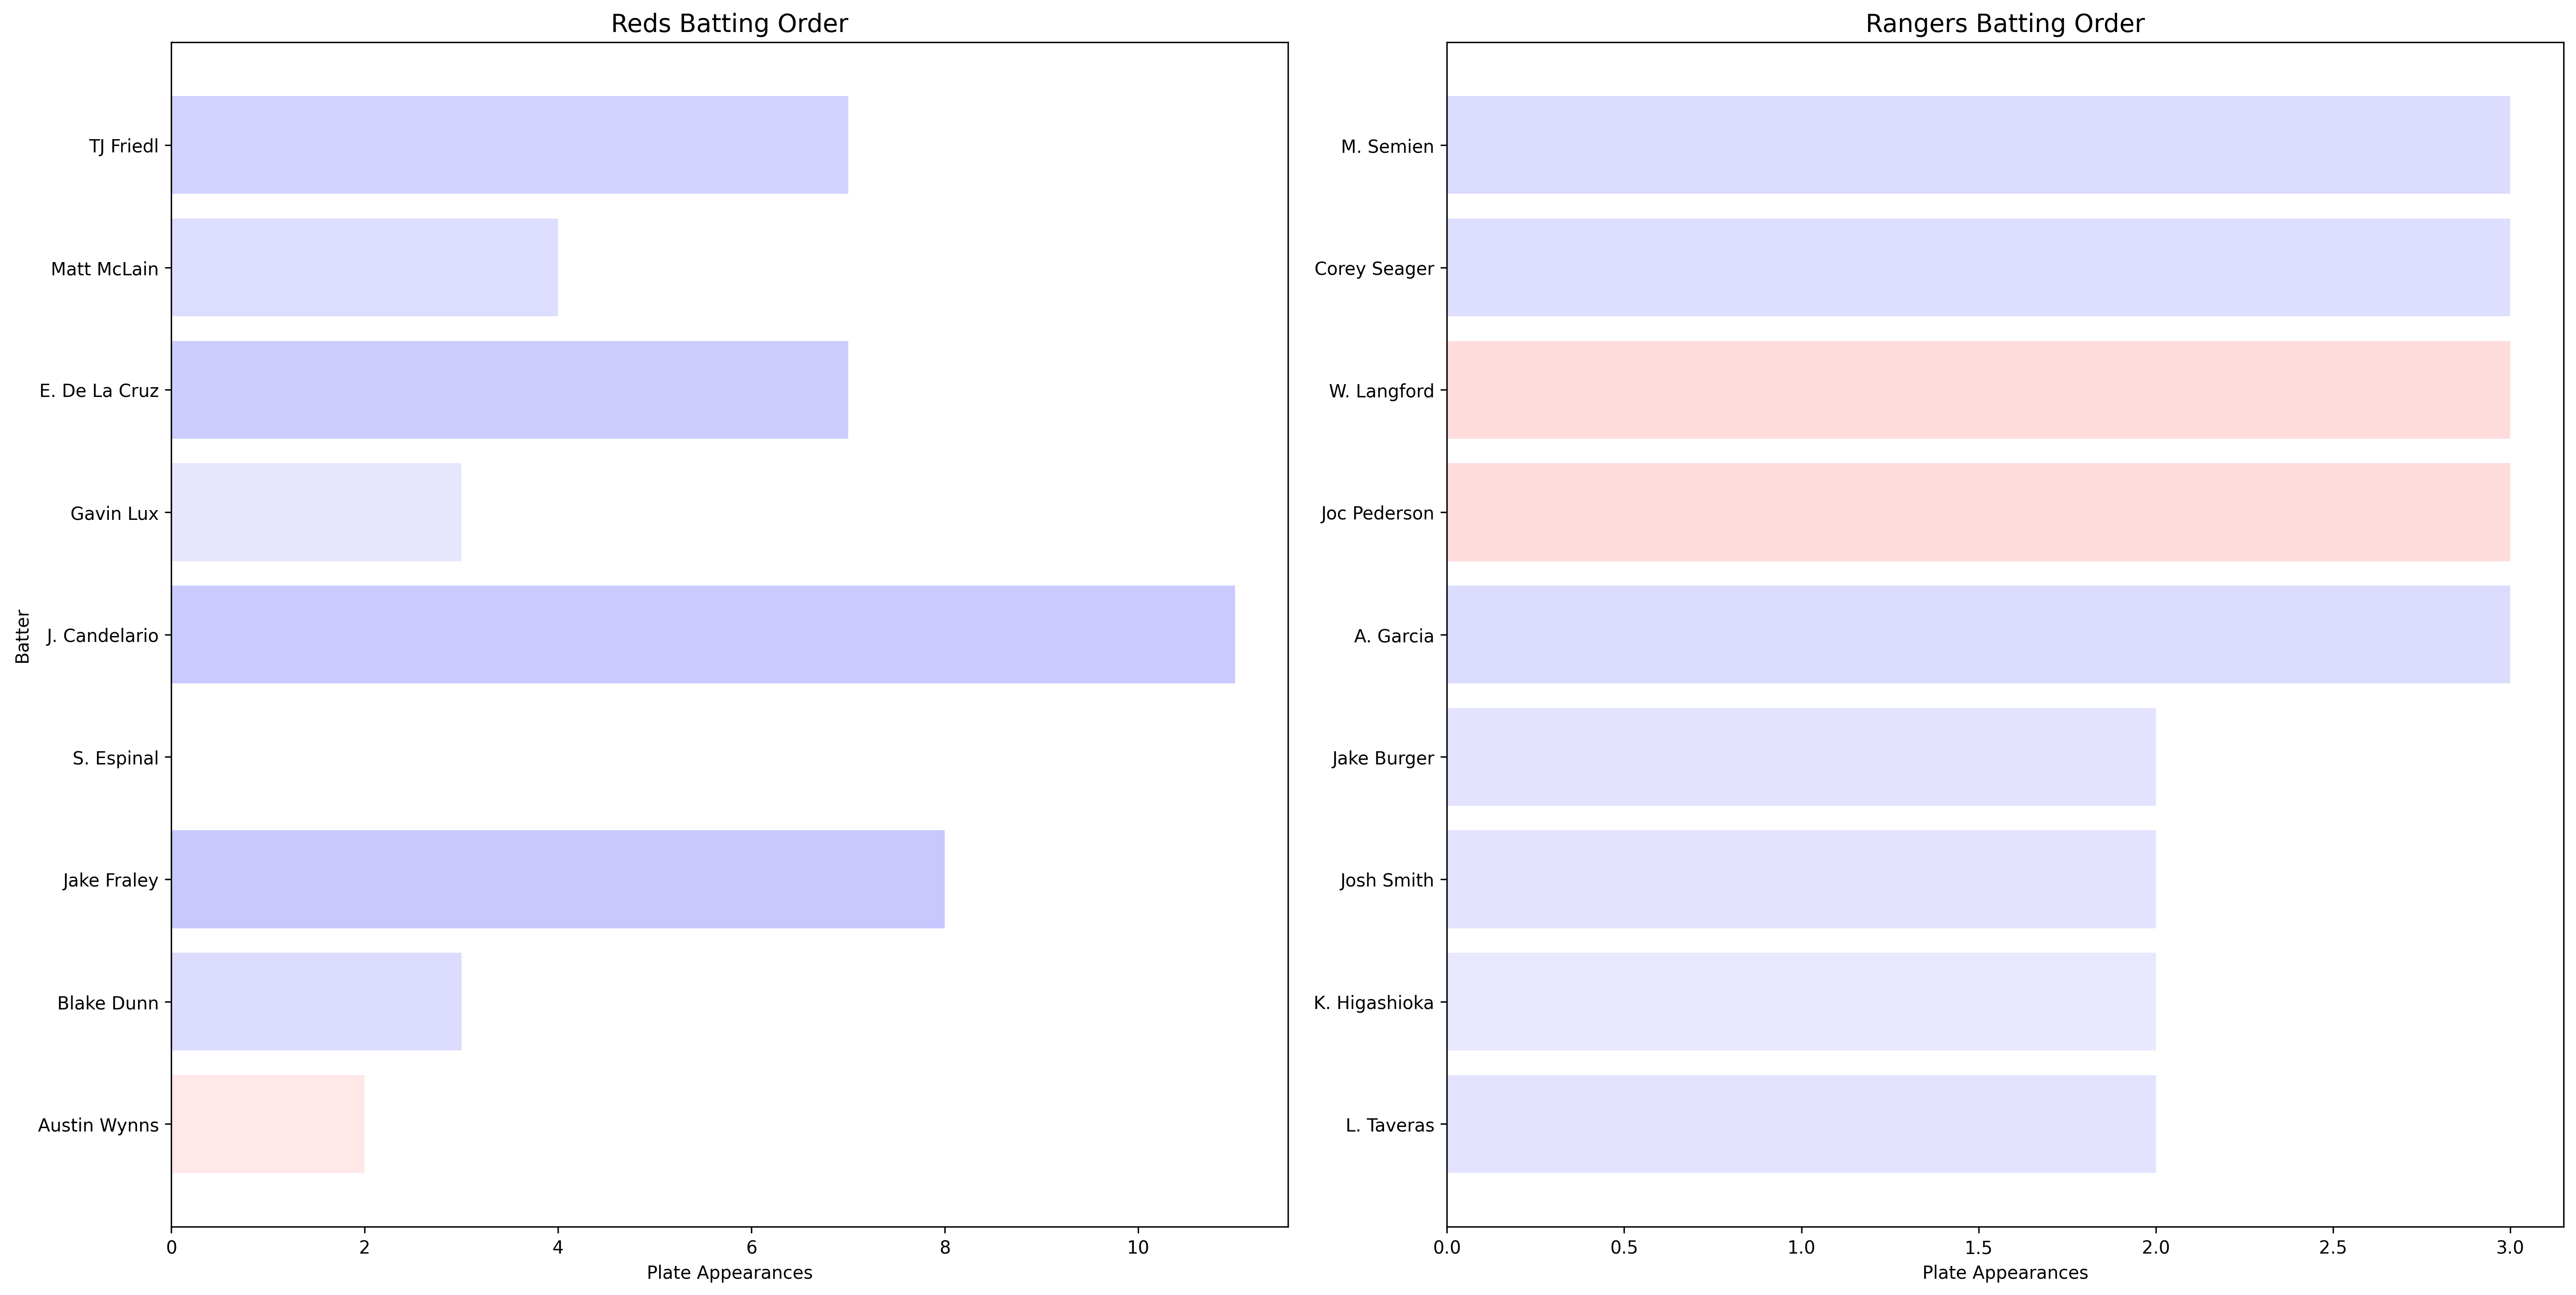 Reds Batting Order
TJ Friedl
Matt McLain
E. De La Cruz
Gavin Lux
J. Candelario
S. Espinal
Jake Fraley
Blake Dunn
Austin Wynns
Batter
0 2 4 6 8 10
Plate Appearances
Rangers Batting Order
M. Semien
Corey Seager
W. Langford
Joc Pederson
A. Garcia
Jake Burger
Josh Smith
K. Higashioka
L. Taveras
0.0 0.5 1.0 1.5 2.0 2.5 3.0
Plate Appearances